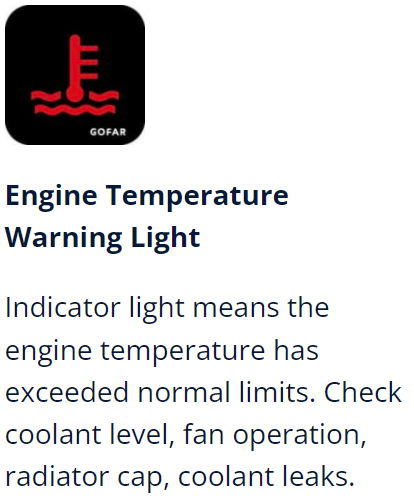 GOFAR
Engine Temperature
Warning Light
Indicator light means the
engine temperature has
exceeded normal limits. Check
coolant level, fan operation,
radiator cap, coolant leaks.